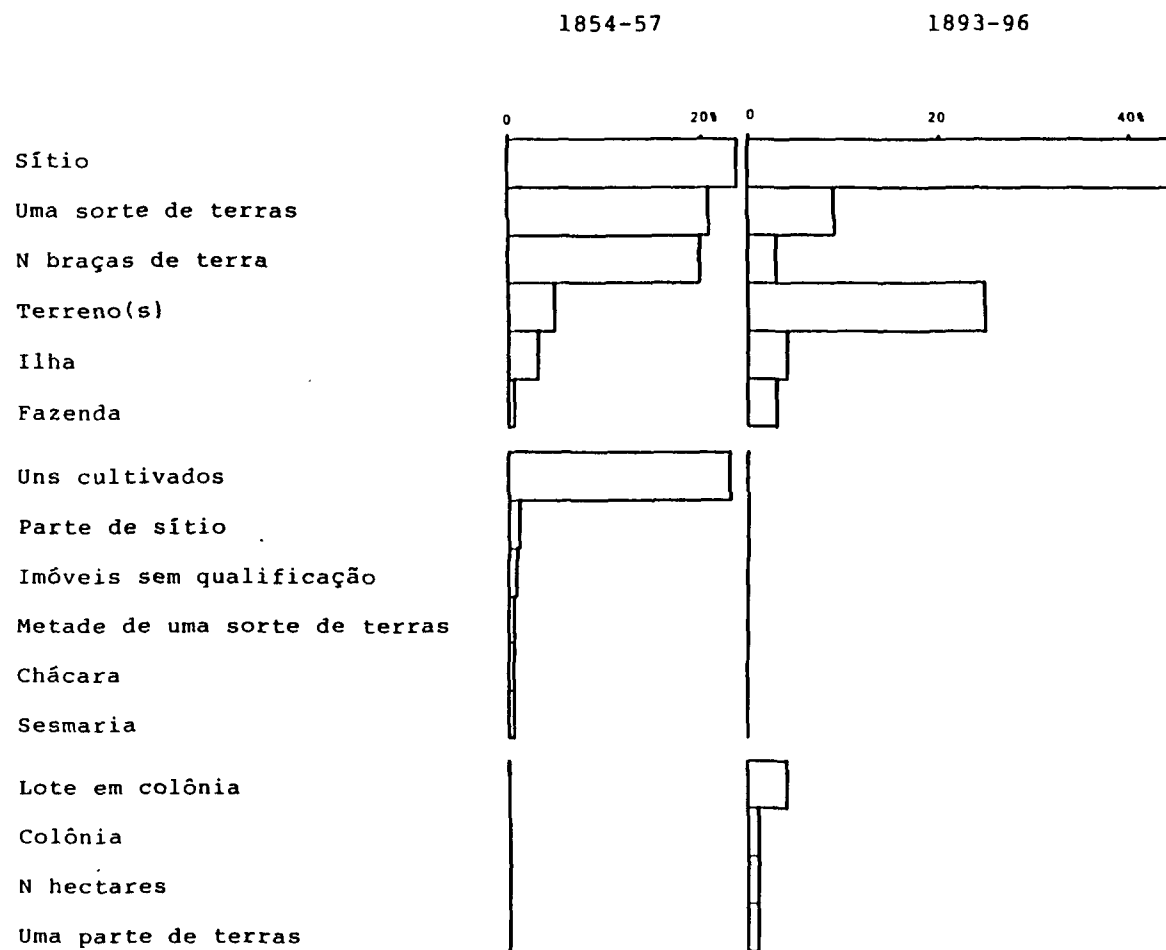 1854-57 1893-96
0 20% 0 20 40%
Sítio
Uma sorte de terras
N braças de terra
Terreno(s)
Ilha
Fazenda
Uns cultivados
Parte de sítio
Imóveis sem qualificação
Metade de uma sorte de terras
Chácara
Sesmaria
Lote em colônia
Colônia
N hectares
Uma parte de terras